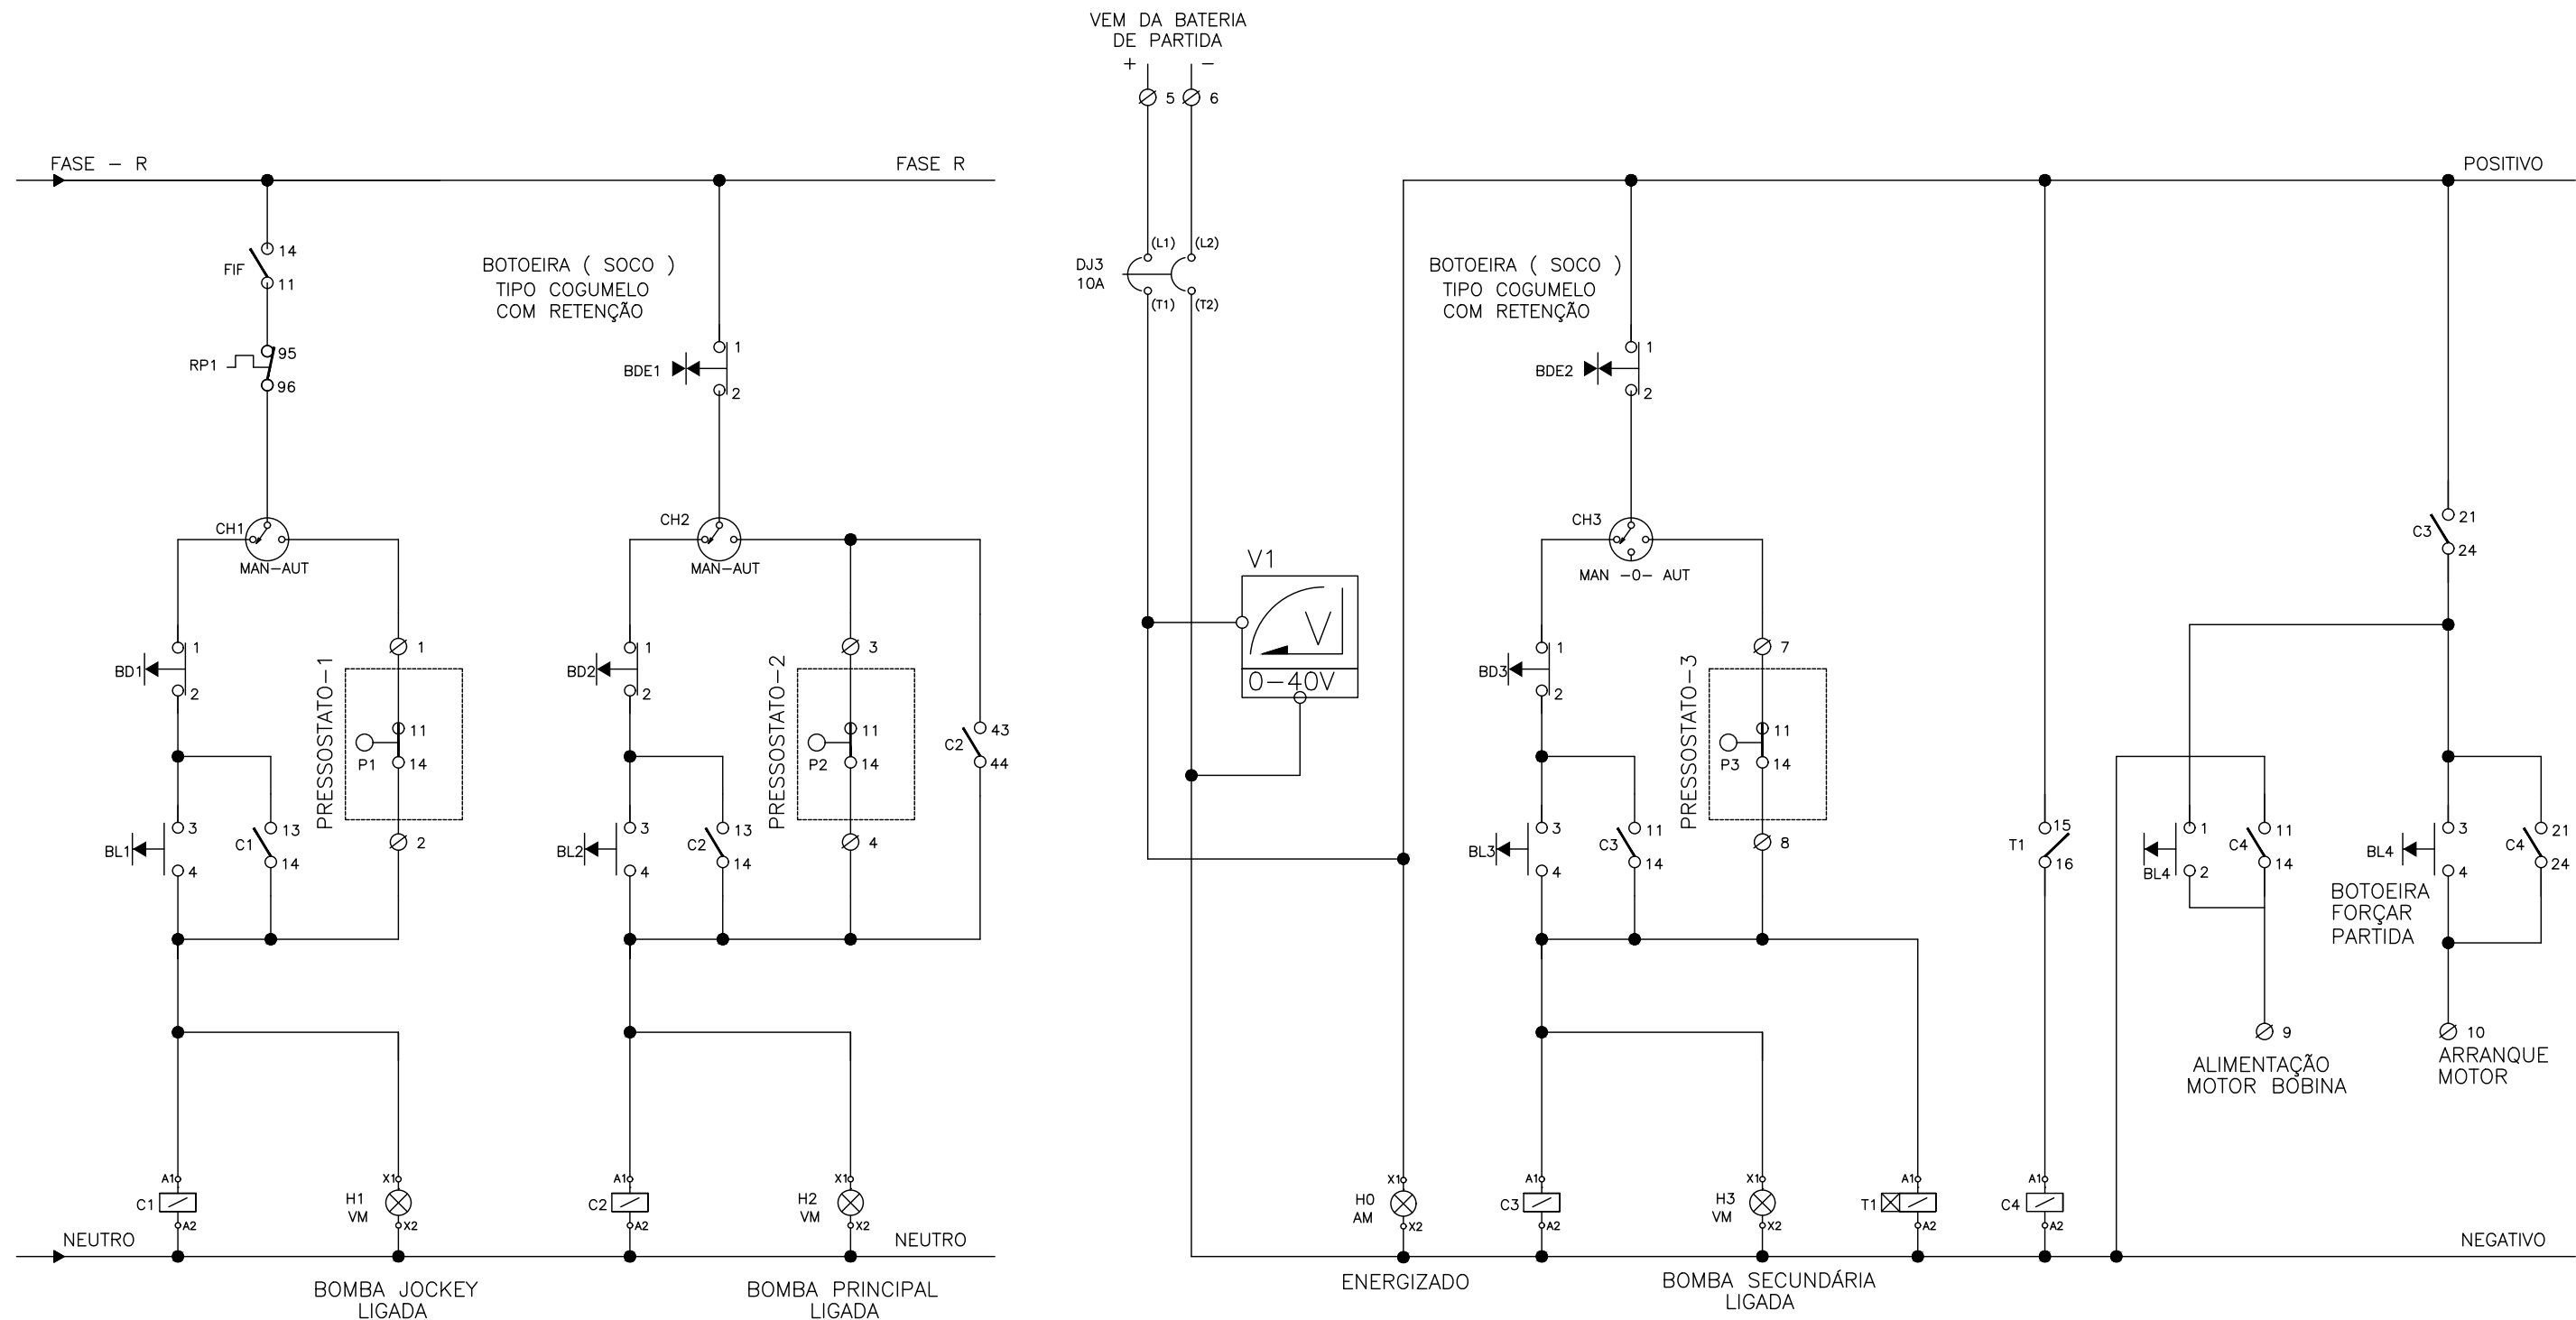 VEM DA BATERIA
DE PARTIDA
+ −
5 6
FASE − R
FASE R
POSITIVO
14
FIF
11
BOTOEIRA ( SOCO )
TIPO COGUMELO
COM RETENÇÃO
DJ3
10A
(L1) (L2)
(T1) (T2)
BOTOEIRA ( SOCO )
TIPO COGUMELO
COM RETENÇÃO
RP1
95
96
BDE1
1
2
BDE2
1
2
CH1
MAN−AUT
CH2
MAN−AUT
CH3
MAN −0− AUT
C3
21
24
V1
V
0−40V
BD1
1
2
PRESSOSTATO−1
1
11
P1
14
2
BL1
3
4
C1
13
14
BD2
1
2
PRESSOSTATO−2
3
11
P2
14
4
C2
43
44
BL2
3
4
C2
13
14
BD3
1
2
PRESSOSTATO−3
7
11
P3
14
8
BL3
3
4
C3
11
14
T1
15
16
BL4
1
2
C4
11
14
BL4
3
4
C4
21
24
BOTOEIRA
FORÇAR
PARTIDA
9
ALIMENTAÇÃO
MOTOR BOBINA
10
ARRANQUE
MOTOR
A1
C1
A2
X1
H1
VM
X2
A1
C2
A2
X1
H2
VM
X2
X1
H0
AM
X2
A1
C3
A2
X1
H3
VM
X2
A1
T1
A2
A1
C4
A2
NEUTRO
NEUTRO
NEGATIVO
BOMBA JOCKEY
LIGADA
BOMBA PRINCIPAL
LIGADA
ENERGIZADO
BOMBA SECUNDÁRIA
LIGADA